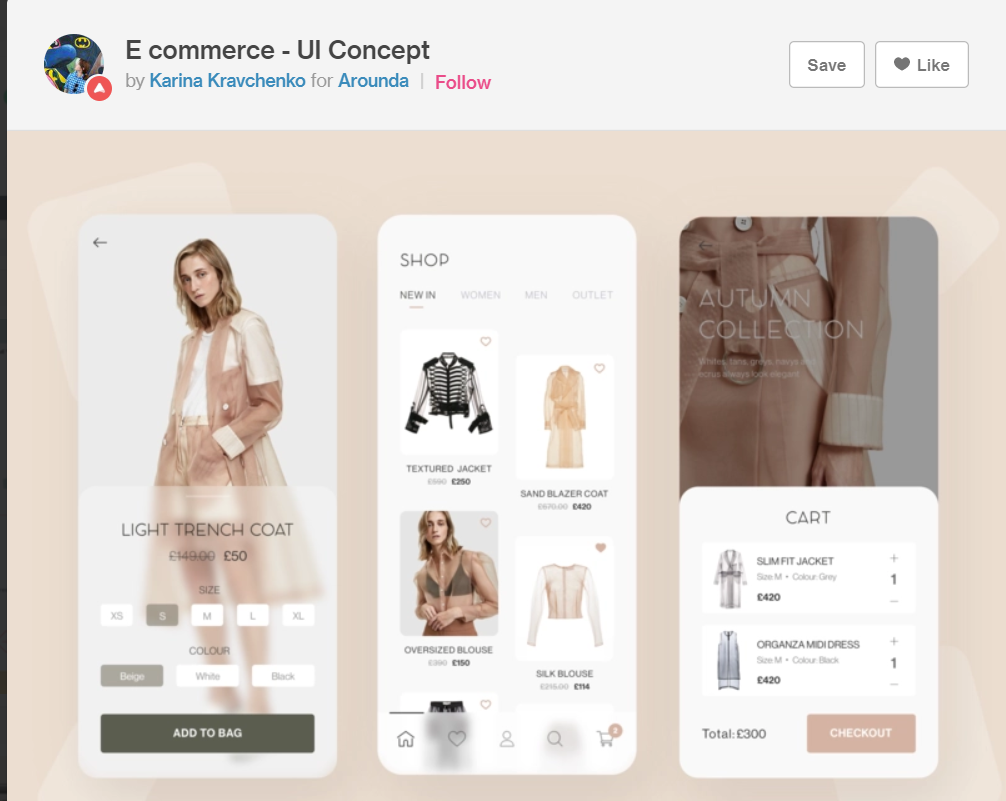 E commerce - UI Concept
by Karina Kravchenko for Arounda | Follow
Save
Like
LIGHT TRENCH COAT
£149.00 £50
SIZE
XS S M L XL
COLOUR
Beige White Black
ADD TO BAG
SHOP
NEW IN WOMEN MEN OUTLET
TEXTURED JACKET
£590 £250
SAND BLAZER COAT
£670.00 £420
OVERSIZED BLOUSE
£390 £150
SILK BLOUSE
£215.00 £114
2
AUTUMN
COLLECTION
Whites, tans, greys, navys and
ecrus always look elegant
CART
SLIM FIT JACKET
Size: M • Colour: Grey
£420
+
1
−
ORGANZA MIDI DRESS
Size: M • Colour: Black
£420
+
1
−
Total: £300
CHECKOUT